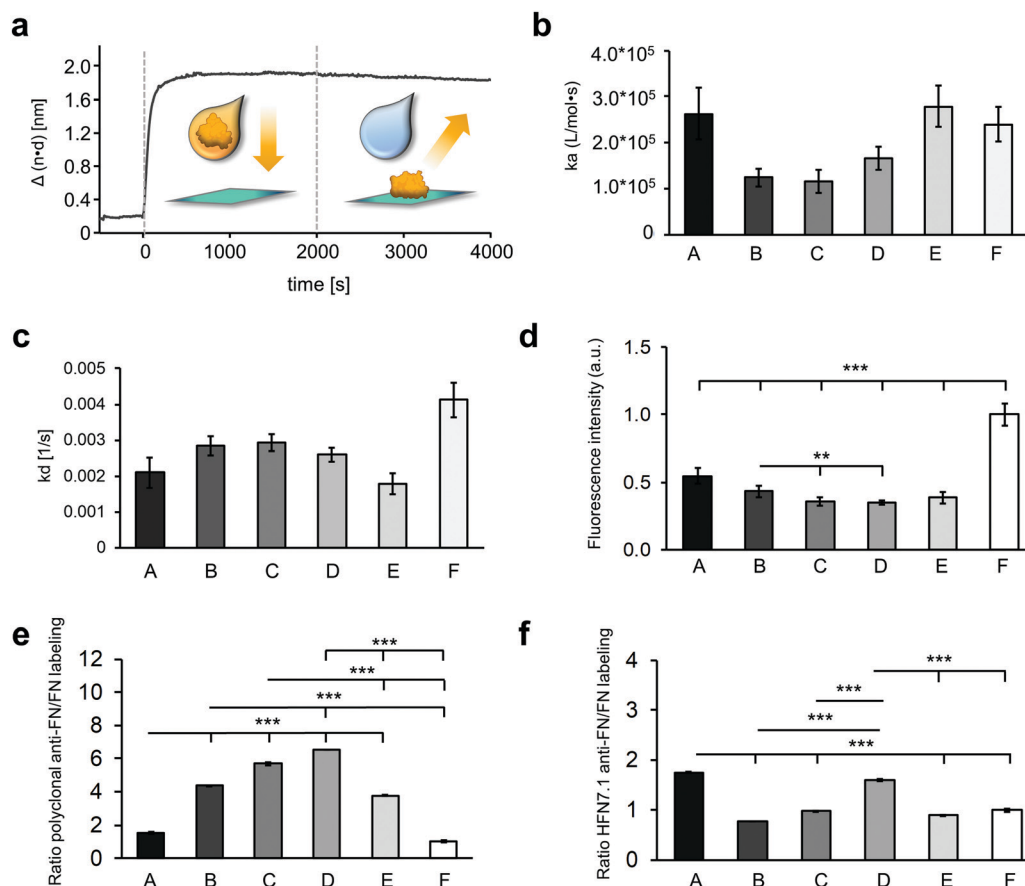 a
Δ (n•d) [nm]
2.0
1.6
1.2
0.8
0.4
0
0 1000 2000 3000 4000
time [s]
b
ka (L/mol•s)
4.0*10⁵
3.0*10⁵
2.0*10⁵
1.0*10⁵
0
A B C D E F
c
kd [1/s]
0.005
0.004
0.003
0.002
0.001
0
A B C D E F
d
Fluorescence intensity (a.u.)
1.5
1.0
0.5
0.0
***
**
A B C D E F
e
Ratio polyclonal anti-FN/FN labeling
12
10
8
6
4
2
0
***
***
***
***
A B C D E F
f
Ratio HFN7.1 anti-FN/FN labeling
4
3
2
1
0
***
***
***
***
A B C D E F